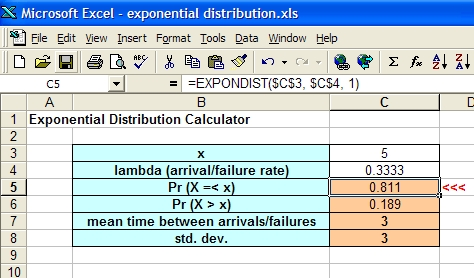 Microsoft Excel - exponential distribution.xls
File Edit View Insert Format Tools Data Window Help
C5 = =EXPONDIST($C$3, $C$4, 1)
A B C D
1 Exponential Distribution Calculator
2
3 x 5
4 lambda (arrival/failure rate) 0.3333
5 Pr (X =< x) 0.811 <<<
6 Pr (X > x) 0.189
7 mean time between arrivals/failures 3
8 std. dev. 3
9
10